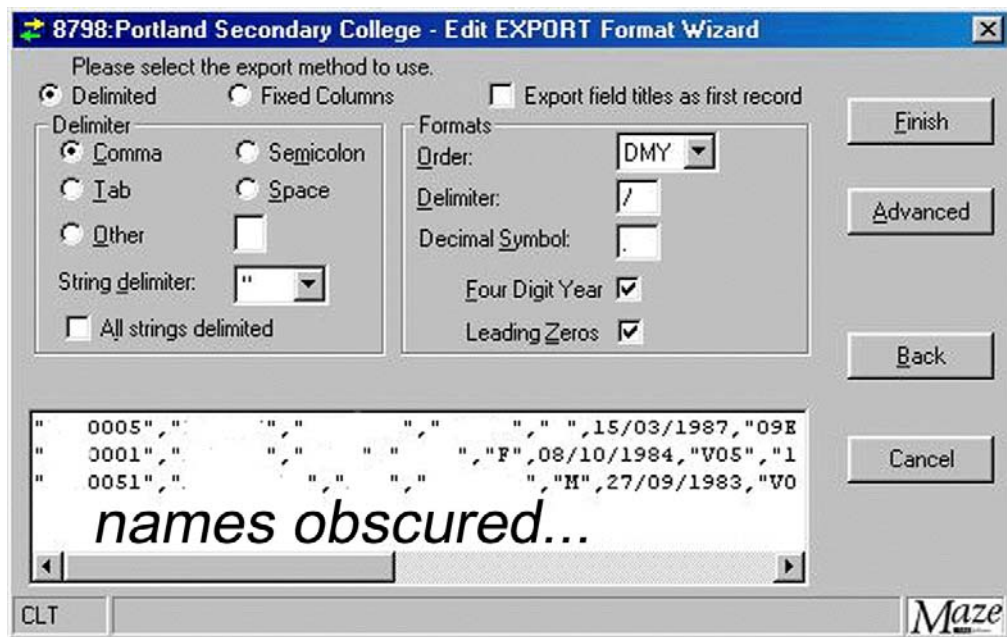 8798:Portland Secondary College - Edit EXPORT Format Wizard
Please select the export method to use.
Delimited Fixed Columns Export field titles as first record
Delimiter
Comma Semicolon
Tab Space
Other
String delimiter: "
All strings delimited
Formats
Order: DMY
Delimiter: /
Decimal Symbol: .
Four Digit Year
Leading Zeros
Finish
Advanced
Back
Cancel
" 0005"," "," "," "," ",15/03/1987,"09E
" 0001"," "," " " ","F",08/10/1984,"V05","1
" 0051"," "," "," ","M",27/09/1983,"V0
names obscured...
CLT
Maze